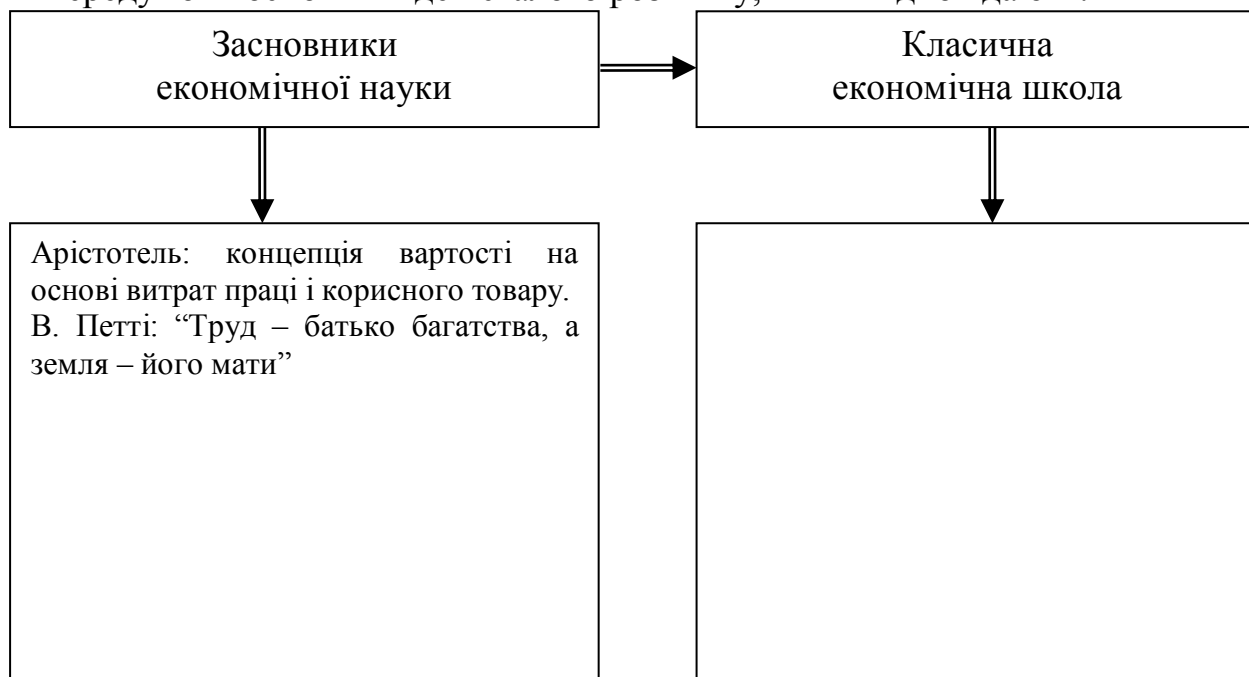 Засновники
економічної науки
Класична
економічна школа
Арістотель: концепція вартості на
основі витрат праці і корисного товару.
В. Петті: “Труд – батько багатства, а
земля – його мати”